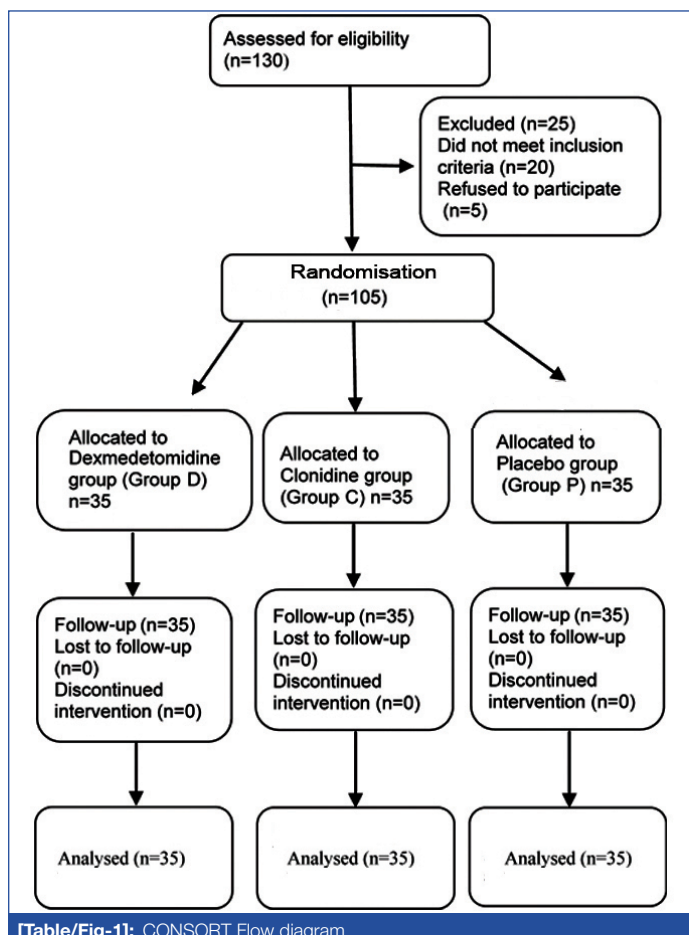 Assessed for eligibility
(n=130)
Excluded (n=25)
Did not meet inclusion
criteria (n=20)
Refused to participate
(n=5)
Randomisation
(n=105)
Allocated to
Dexmedetomidine
group (Group D)
n=35
Allocated to
Clonidine group
(Group C) n=35
Allocated to
Placebo group
(Group P) n=35
Follow-up (n=35)
Lost to follow-up
(n=0)
Discontinued
intervention (n=0)
Follow-up (n=35)
Lost to follow-up
(n=0)
Discontinued
intervention (n=0)
Follow-up (n=35)
Lost to follow-up
(n=0)
Discontinued
intervention (n=0)
Analysed (n=35)
Analysed (n=35)
Analysed (n=35)
[Table/Fig-1]: CONSORT Flow diagram